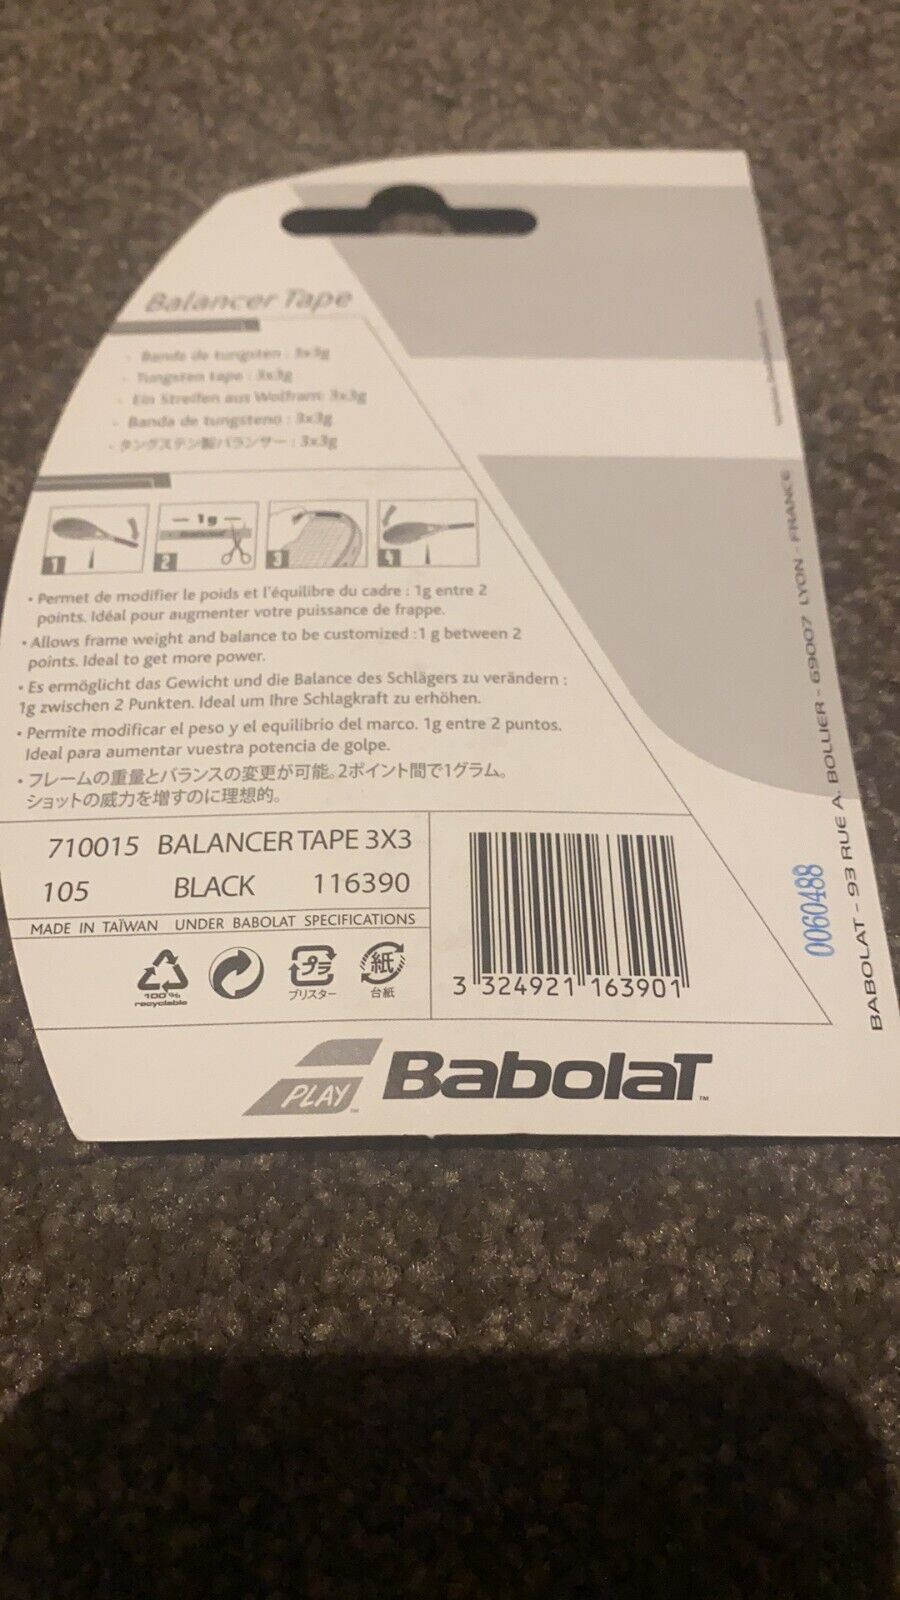 Balancer Tape
- Bande de tungsten : 3x3g
- Tungsten tape : 3x3g
- Ein Streifen aus Wolfram: 3x3g
- Banda de tungsteno : 3x3g
- タングステン製バランサー : 3x3g
1
2
1g
3
4
• Permet de modifier le poids et l'équilibre du cadre : 1g entre 2
points. Idéal pour augmenter votre puissance de frappe.
• Allows frame weight and balance to be customized :1 g between 2
points. Ideal to get more power.
• Es ermöglicht das Gewicht und die Balance des Schlägers zu verändern :
1g zwischen 2 Punkten. Ideal um Ihre Schlagkraft zu erhöhen.
• Permite modificar el peso y el equilibrio del marco. 1g entre 2 puntos.
Ideal para aumentar vuestra potencia de golpe.
• フレームの重量とバランスの変更が可能。2ポイント間で1グラム。
ショットの威力を増すのに理想的。
710015 BALANCER TAPE 3X3
105 BLACK 116390
MADE IN TAÏWAN UNDER BABOLAT SPECIFICATIONS
100%
recyclable
プラ
ブリスター
紙
台紙
3 324921 163901
PLAY™ BabolaT™
0060488
BABOLAT - 93 RUE A. BOLLIER - 69007 LYON - FRANCE